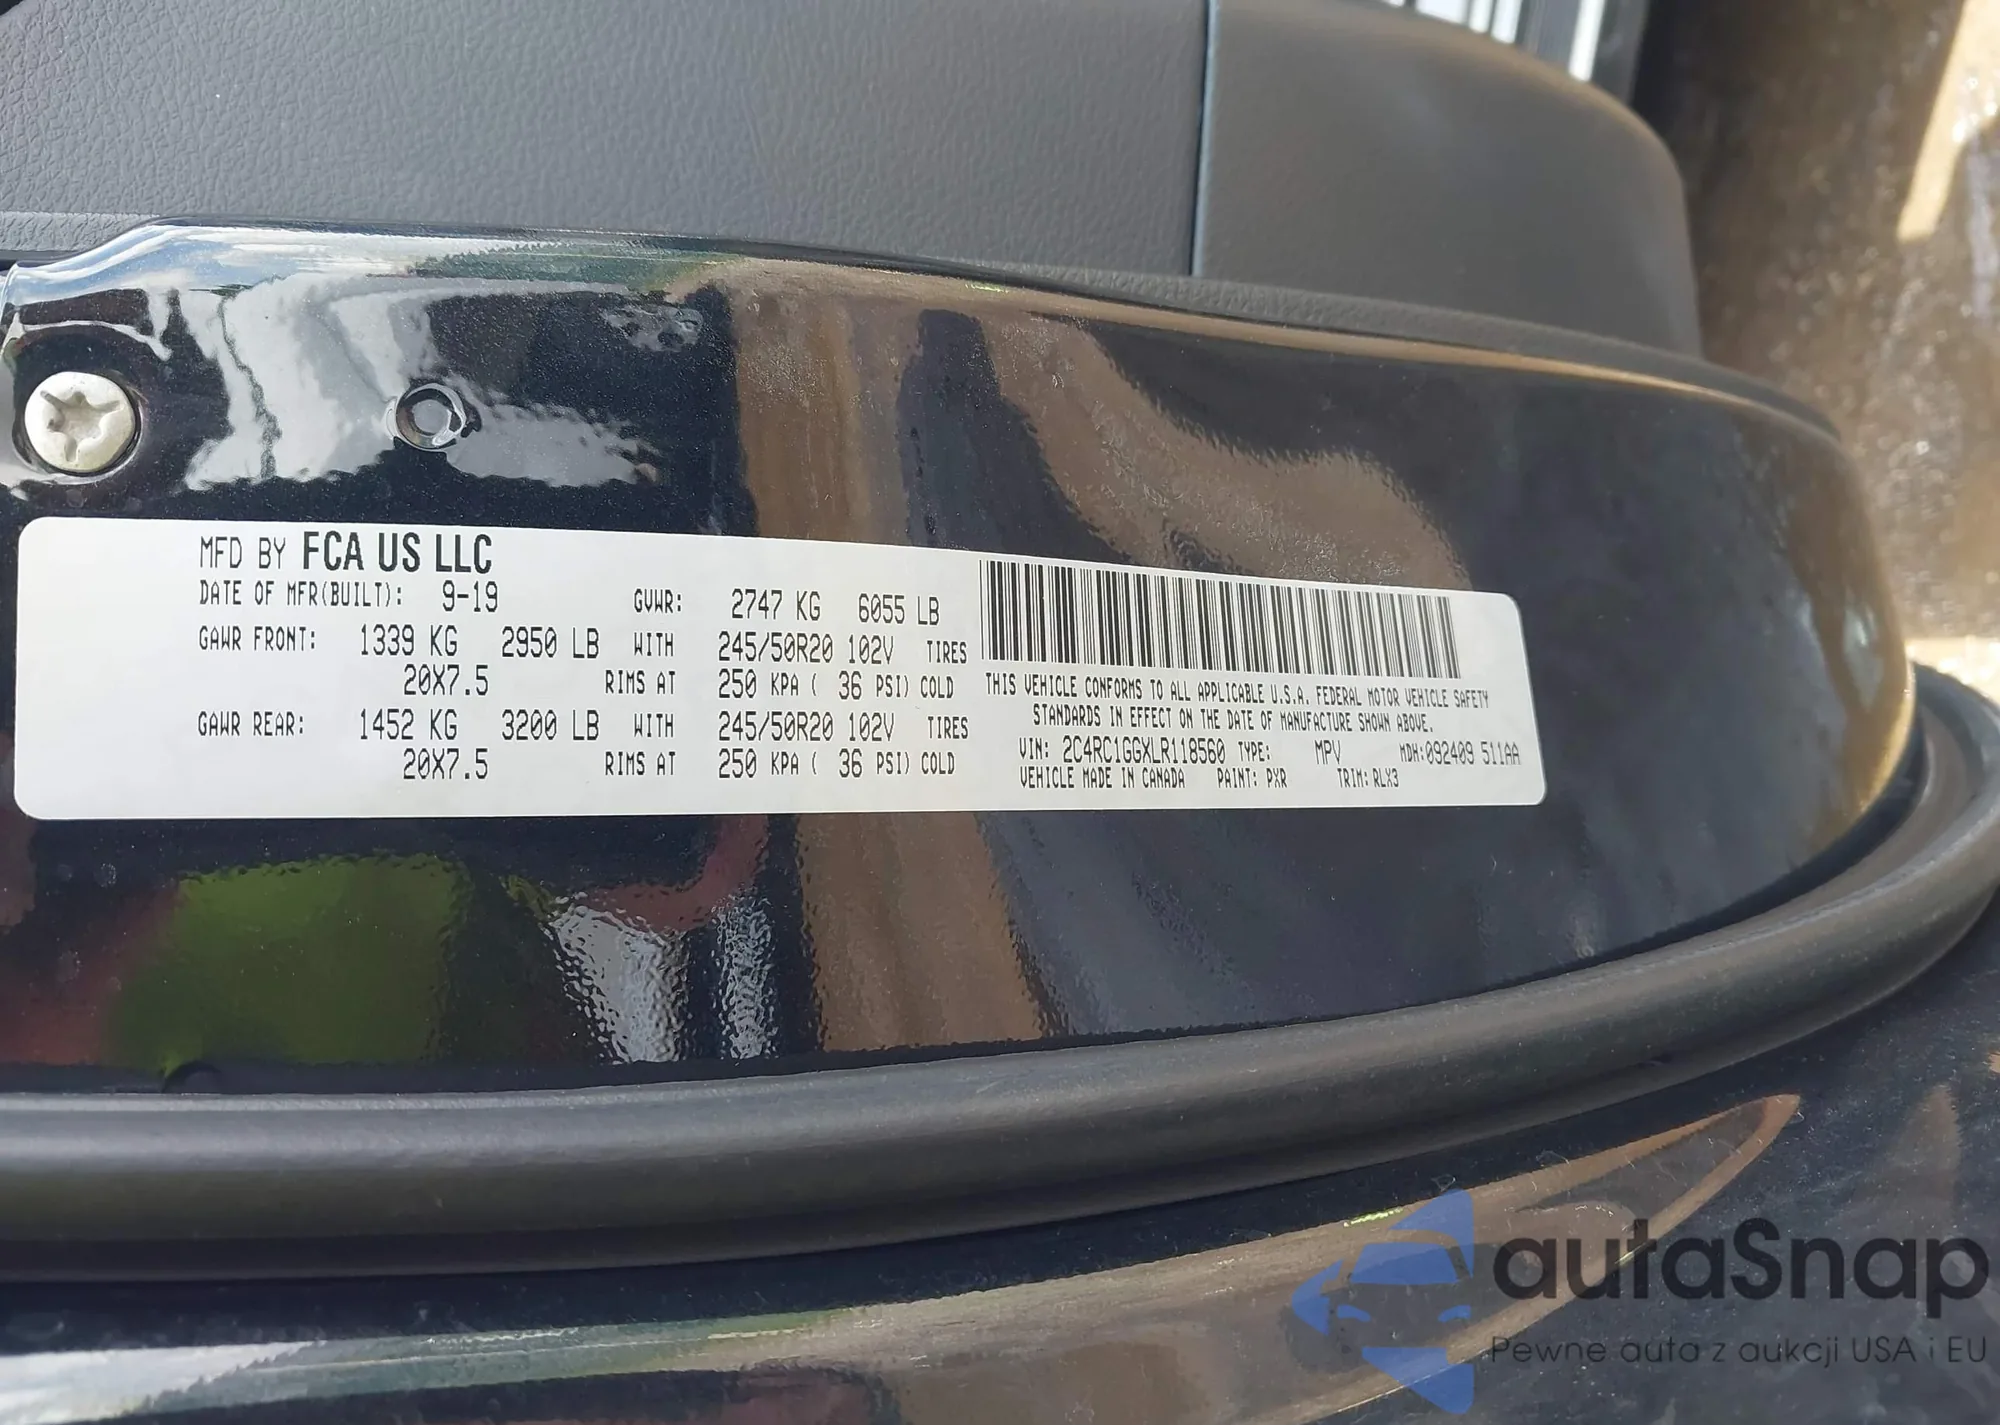 MFD BY FCA US LLC
DATE OF MFR(BUILT): 9-19 GVWR: 2747 KG 6055 LB
GAWR FRONT: 1339 KG 2950 LB WITH 245/50R20 102V TIRES
20X7.5 RIMS AT 250 KPA ( 36 PSI) COLD
GAWR REAR: 1452 KG 3200 LB WITH 245/50R20 102V TIRES
20X7.5 RIMS AT 250 KPA ( 36 PSI) COLD
THIS VEHICLE CONFORMS TO ALL APPLICABLE U.S.A. FEDERAL MOTOR VEHICLE SAFETY
STANDARDS IN EFFECT ON THE DATE OF MANUFACTURE SHOWN ABOVE.
VIN: 2C4RC1GGXLR118560 TYPE: MPV MDH:092409 511AA
VEHICLE MADE IN CANADA PAINT: PXR TRIM: RLX3
autaSnap
Pewne auta z aukcji USA i EU